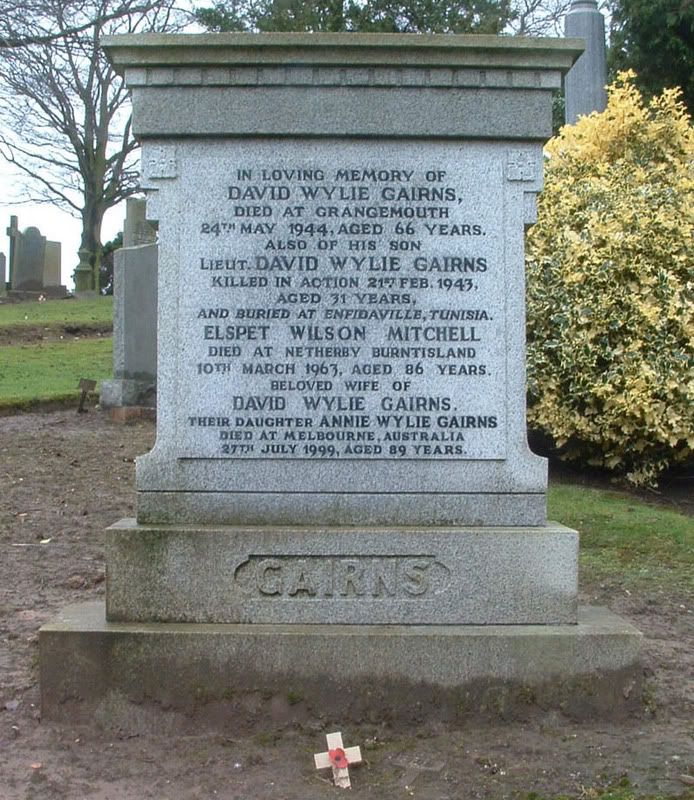 IN LOVING MEMORY OF
DAVID WYLIE GAIRNS,
DIED AT GRANGEMOUTH
24TH MAY 1944, AGED 66 YEARS.
ALSO OF HIS SON
LIEUT. DAVID WYLIE GAIRNS
KILLED IN ACTION 21ST FEB. 1943,
AGED 31 YEARS,
AND BURIED AT ENFIDAVILLE, TUNISIA.
ELSPET WILSON MITCHELL
DIED AT NETHERBY BURNTISLAND
10TH MARCH 1963, AGED 86 YEARS.
BELOVED WIFE OF
DAVID WYLIE GAIRNS.
THEIR DAUGHTER ANNIE WYLIE GAIRNS
DIED AT MELBOURNE, AUSTRALIA
27TH JULY 1999, AGED 89 YEARS.
GAIRNS